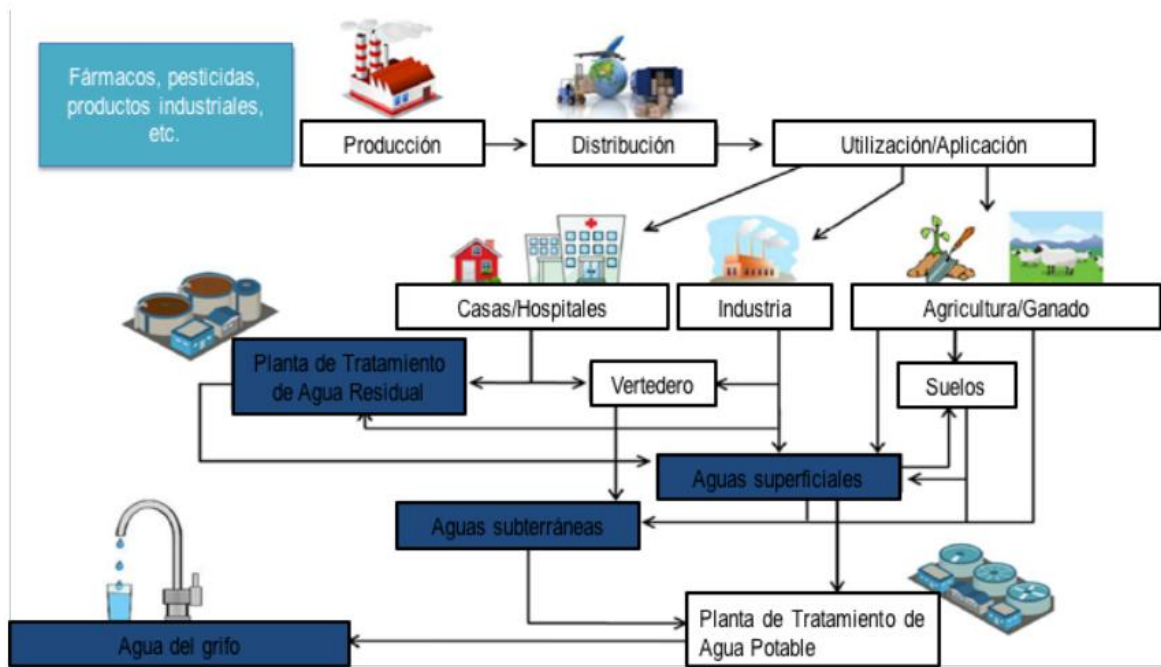 Fármacos, pesticidas,
productos industriales,
etc.
Producción
Distribución
Utilización/Aplicación
Casas/Hospitales
Industria
Agricultura/Ganado
Planta de Tratamiento
de Agua Residual
Vertedero
Suelos
Aguas superficiales
Aguas subterráneas
Planta de Tratamiento de
Agua Potable
Agua del grifo